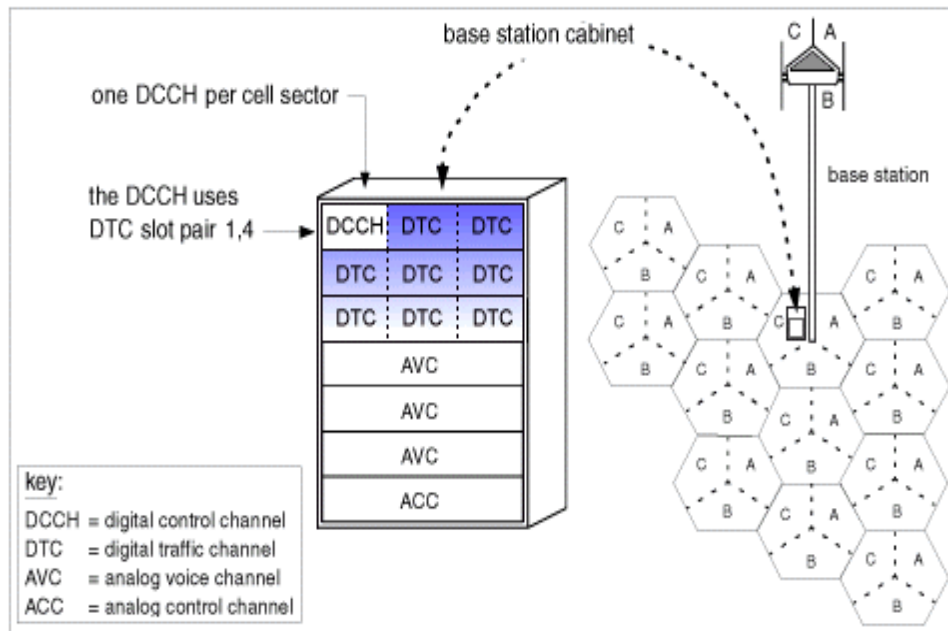 base station cabinet
one DCCH per cell sector
the DCCH uses
DTC slot pair 1,4
DCCH DTC DTC
DTC DTC DTC
DTC DTC DTC
AVC
AVC
AVC
ACC
key:
DCCH = digital control channel
DTC = digital traffic channel
AVC = analog voice channel
ACC = analog control channel
C A
B
base station
C A
B
C A
B
C A
B
C A
B
C A
B
C A
B
C A
B
C A
B
C A
B
C A
B
C A
B
C A
B